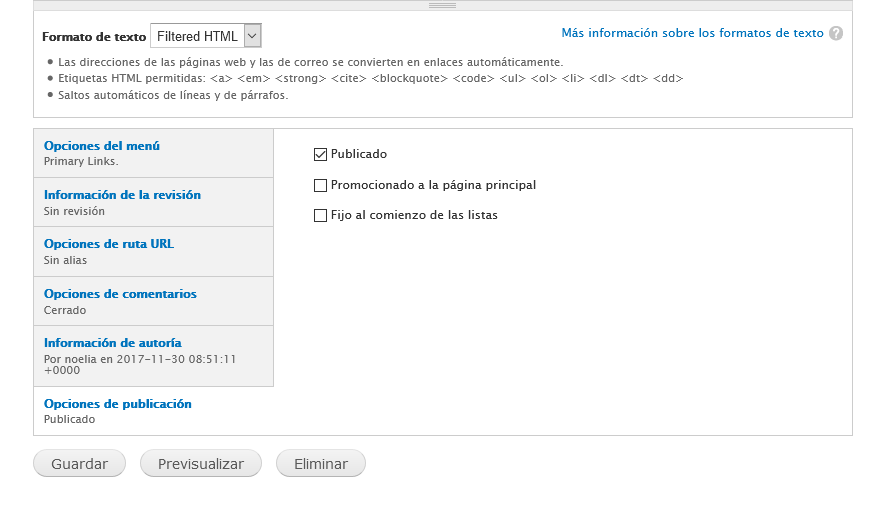 Formato de texto Filtered HTML Más información sobre los formatos de texto ?
Las direcciones de las páginas web y las de correo se convierten en enlaces automáticamente.
Etiquetas HTML permitidas: <a> <em> <strong> <cite> <blockquote> <code> <ul> <ol> <li> <dl> <dt> <dd>
Saltos automáticos de líneas y de párrafos.
Opciones del menú
Primary Links.
Información de la revisión
Sin revisión
Opciones de ruta URL
Sin alias
Opciones de comentarios
Cerrado
Información de autoría
Por noelia en 2017-11-30 08:51:11
+0000
Opciones de publicación
Publicado
Publicado
Promocionado a la página principal
Fijo al comienzo de las listas
Guardar Previsualizar Eliminar